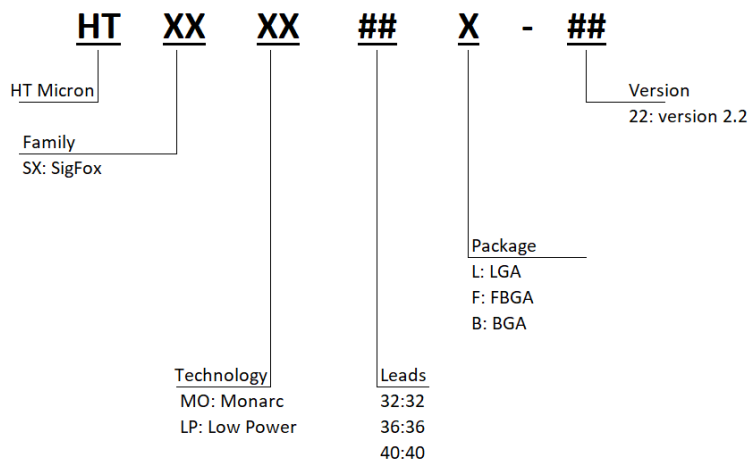 HT XX XX ## X - ##
HT Micron
Version
22: version 2.2
Family
SX: SigFox
Package
L: LGA
F: FBGA
B: BGA
Technology
MO: Monarc
LP: Low Power
Leads
32:32
36:36
40:40